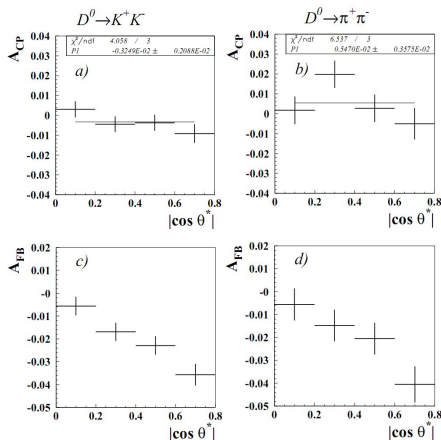 D⁰→K⁺K⁻
D⁰→π⁺π⁻
A_CP
χ²/ndf 4.058 / 3
P1 -0.3249E-02 ± 0.2088E-02
a)
0.04
0.03
0.02
0.01
0
-0.01
-0.02
-0.03
-0.04
0 0.2 0.4 0.6 0.8
|cos θ*|
A_CP
χ²/ndf 6.537 / 3
P1 0.5470E-02 ± 0.3575E-02
b)
0.04
0.03
0.02
0.01
0
-0.01
-0.02
-0.03
-0.04
0 0.2 0.4 0.6 0.8
|cos θ*|
A_FB
c)
0.02
0.01
-0
-0.01
-0.02
-0.03
-0.04
-0.05
0 0.2 0.4 0.6 0.8
|cos θ*|
A_FB
d)
0.02
0.01
-0
-0.01
-0.02
-0.03
-0.04
-0.05
0 0.2 0.4 0.6 0.8
|cos θ*|